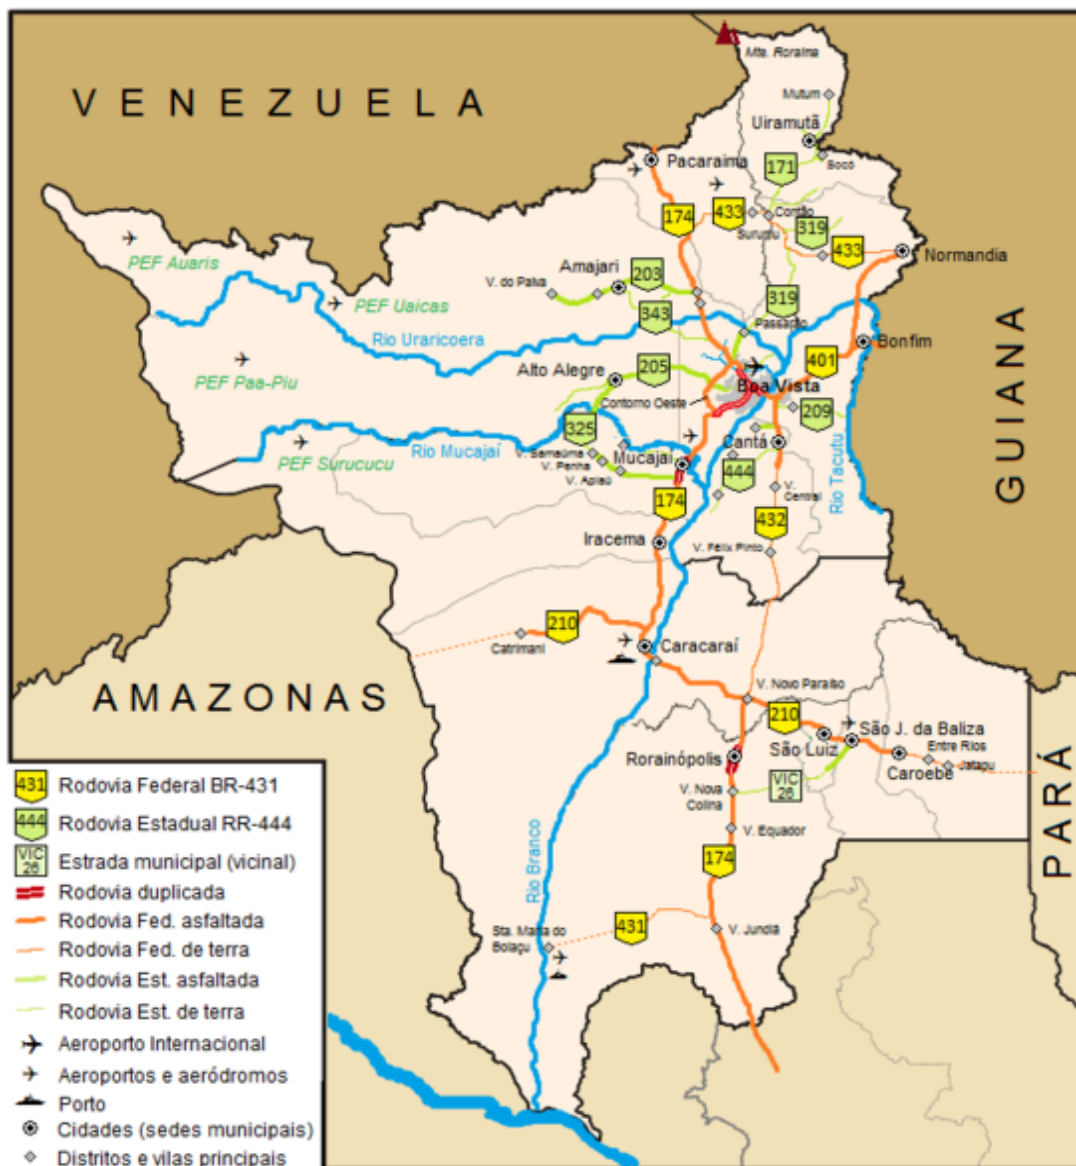 VENEZUELA
Mte. Roraima
Mutum
Uiramutã
Socó
Pacaraima
171
174
433
Contão
Surumu
319
433
Normandia
PEF Auaris
Amajari
203
V. do Paiva
PEF Uaicas
343
319
Passarão
Rio Uraricoera
GUIANA
Bonfim
401
PEF Paa-Piu
Alto Alegre
205
Boa Vista
Contorno Oeste
209
325
Cantá
Rio Mucajaí
V. Samaúma
Mucajaí
PEF Surucucu
V. Penha
444
V. Apiaú
V.
Central
Rio Tacutu
174
432
Iracema
V. Félix Pinto
210
Catrimani
Caracaraí
AMAZONAS
V. Novo Paraíso
210
São J. da Baliza
São Luiz
Rorainópolis
Entre Rios
Caroebe
Jatapu
PARÁ
VIC
26
V. Nova
Colina
V. Equador
Rio Branco
174
Sta. Maria do
Boiaçu
431
V. Jundiá
431 Rodovia Federal BR-431
444 Rodovia Estadual RR-444
VIC
26 Estrada municipal (vicinal)
Rodovia duplicada
Rodovia Fed. asfaltada
Rodovia Fed. de terra
Rodovia Est. asfaltada
Rodovia Est. de terra
Aeroporto Internacional
Aeroportos e aeródromos
Porto
Cidades (sedes municipais)
Distritos e vilas principais